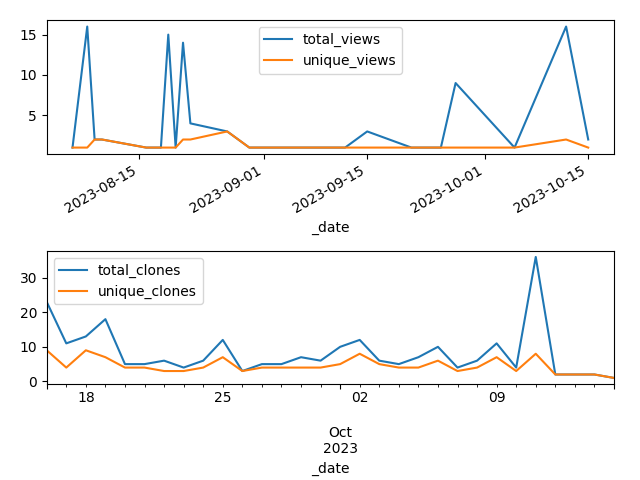 15
10
5
total_views
unique_views
2023-08-15
2023-09-01
2023-09-15
2023-10-01
2023-10-15
_date
30
20
10
0
total_clones
unique_clones
18
25
02
09
Oct
2023
_date